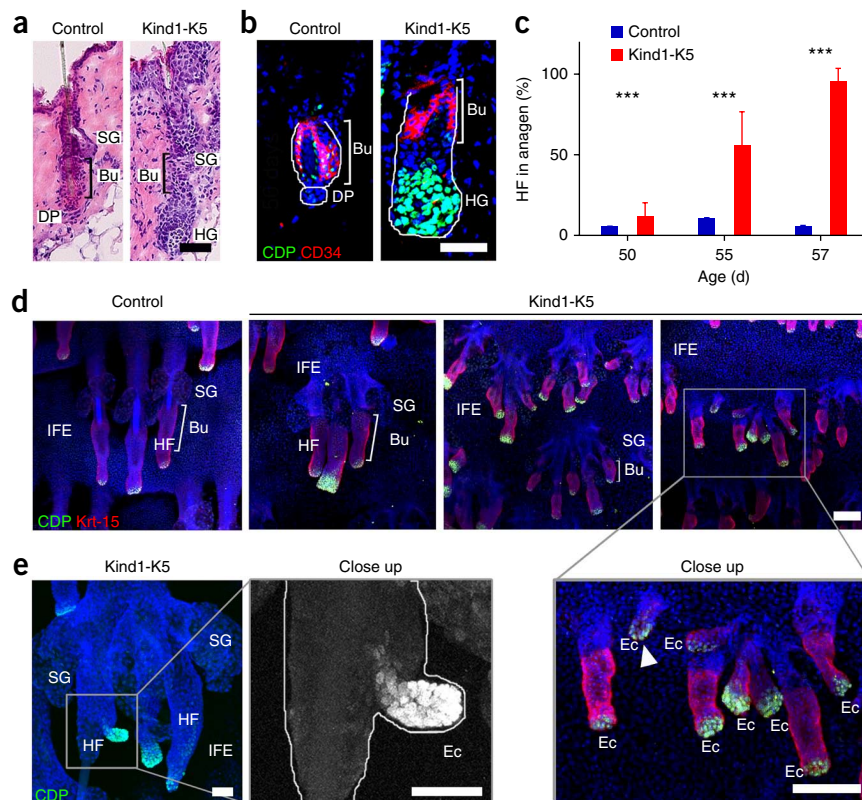 a
Control
Kind1-K5
SG
Bu
DP
SG
Bu
HG
b
Control
Kind1-K5
Bu
DP
CDP CD34
Bu
HG
c
Control
Kind1-K5
HF in anagen (%)
100
50
0
***
***
***
50
55
57
Age (d)
d
Control
Kind1-K5
IFE
SG
HF
Bu
CDP Krt-15
IFE
SG
HF
Bu
IFE
SG
Bu
IFE
e
Kind1-K5
SG
SG
HF
HF
IFE
CDP
Close up
Ec
Close up
Ec
Ec
Ec
Ec
Ec
Ec
Ec
Ec